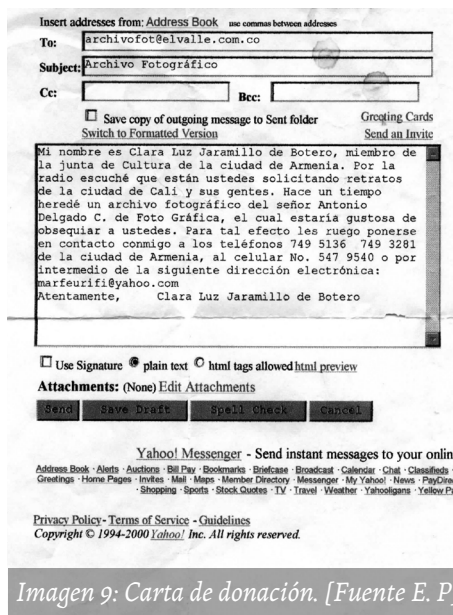 Insert addresses from: Address Book use commas between addresses
To: archivofot@elvalle.com.co
Subject: Archivo Fotográfico
Cc: Bcc:
Save copy of outgoing message to Sent folder Greeting Cards
Switch to Formatted Version Send an Invite
Mi nombre es Clara Luz Jaramillo de Botero, miembro de
la junta de Cultura de la ciudad de Armenia. Por la
radio escuché que están ustedes solicitando retratos
de la ciudad de Cali y sus gentes. Hace un tiempo
heredé un archivo fotográfico del señor Antonio
Delgado C. de Foto Gráfica, el cual estaría gustosa de
obsequiar a ustedes. Para tal efecto les ruego ponerse
en contacto conmigo a los teléfonos 749 5136 749 3281
de la ciudad de Armenia, al celular No. 547 9540 o por
intermedio de la siguiente dirección electrónica:
marfeurifi@yahoo.com
Atentamente, Clara Luz Jaramillo de Botero
Use Signature plain text html tags allowed html preview
Attachments: (None) Edit Attachments
Send Save Draft Spell Check Cancel
Yahoo! Messenger - Send instant messages to your onlin
Address Book · Alerts · Auctions · Bill Pay · Bookmarks · Briefcase · Broadcast · Calendar · Chat · Classifieds ·
Greetings · Home Pages · Invites · Mail · Maps · Member Directory · Messenger · My Yahoo! · News · PayDirec
· Shopping · Sports · Stock Quotes · TV · Travel · Weather · Yahooligans · Yellow P
Privacy Policy- Terms of Service - Guidelines
Copyright © 1994-2000 Yahoo! Inc. All rights reserved.
Imagen 9: Carta de donación. [Fuente E. P